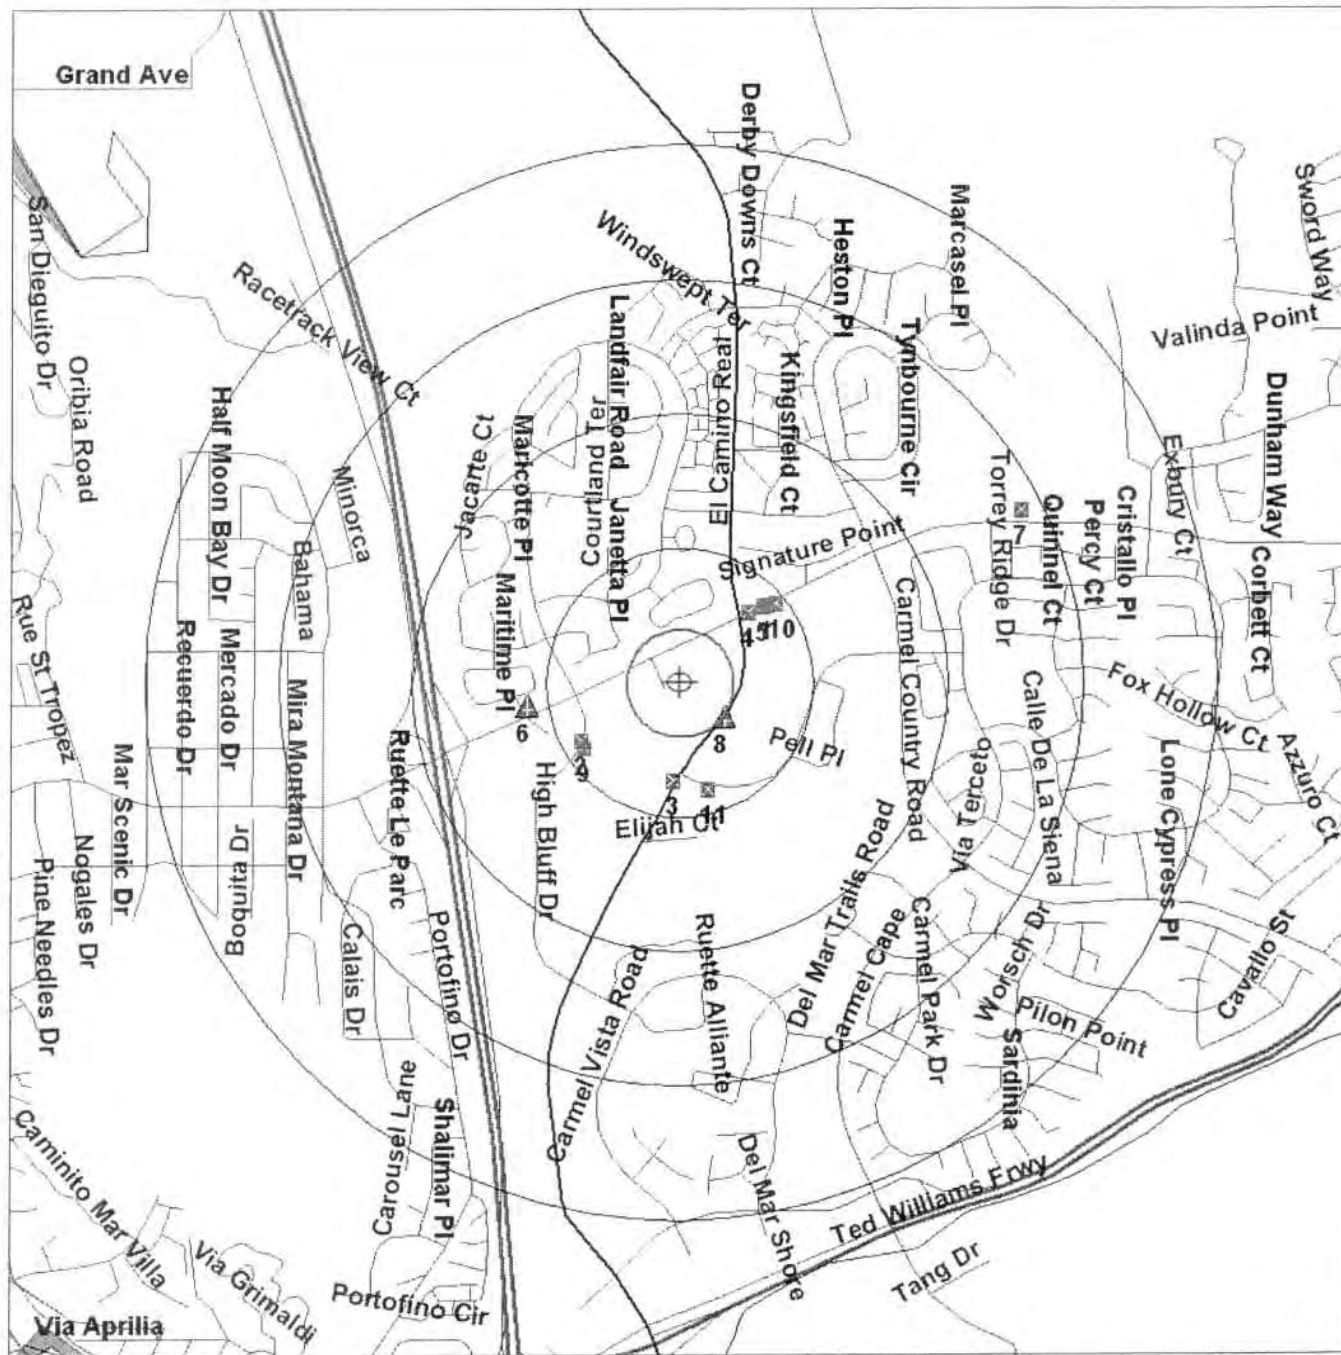 Grand Ave
Derby Downs Ct
Sword Way
San Dieguito Dr
Marcasel Pl
Windswept Ter
Heston Pl
Racetrack View Ct
Valinda Point
Landfair Road
Tynbourne Cir
Oribia Road
El Camino Real
Kingsfield Ct
Dunham Way
Half Moon Bay Dr
Courtland Ter
Jacarte Ct
Maricotte Pl
Exbury Ct
Minorca
Torrey Ridge Dr
Cristallo Pl
Percy Ct
Quinnel Ct
7
Janetta Pl
Signature Point
Bahama
Corbett Ct
Carmel Country Road
Maritime Pl
Rue St Tropez
Recuerdo Dr
Mercado Dr
4
10
Mira Montana Dr
Fox Hollow Ct
Calle De La Siena
6
8
Pell Pl
Azzuro Ct
Mar Scenic Dr
Ruette Le Parc
9
Via Terceto
Lone Cypress Pl
High Bluff Dr
3
11
Elijah Ct
Boquita Dr
Nogales Dr
Pine Needles Dr
Del Mar Trails Road
Portofino Dr
Calais Dr
Ruette Alliante
Carmel Cape
Carmel Park Dr
Worsch Dr
Cavallo St
Carmel Vista Road
Pilon Point
Sardinia
Carousel Lane
Shalimar Pl
Caminito Mar Villa
Del Mar Shore
Ted Williams Frwy
Via Grimaldi
Portofino Cir
Tang Dr
Via Aprilia